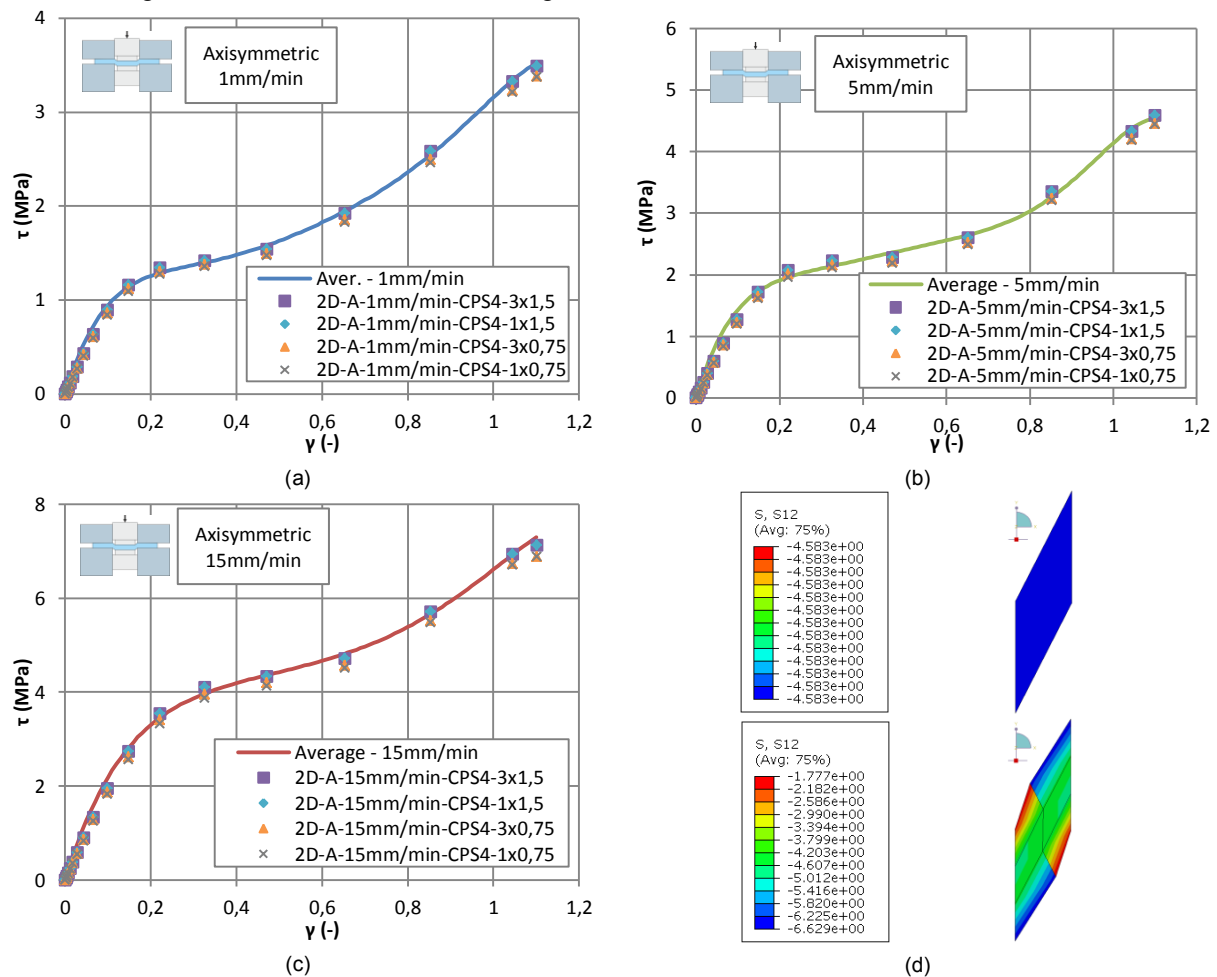 4
3
2
1
0
τ (MPa)
Axisymmetric
1mm/min
Aver. - 1mm/min
2D-A-1mm/min-CPS4-3x1,5
2D-A-1mm/min-CPS4-1x1,5
2D-A-1mm/min-CPS4-3x0,75
2D-A-1mm/min-CPS4-1x0,75
0 0,2 0,4 0,6 0,8 1 1,2
γ (-)
(a)
6
5
4
3
2
1
0
τ (MPa)
Axisymmetric
5mm/min
Average - 5mm/min
2D-A-5mm/min-CPS4-3x1,5
2D-A-5mm/min-CPS4-1x1,5
2D-A-5mm/min-CPS4-3x0,75
2D-A-5mm/min-CPS4-1x0,75
0 0,2 0,4 0,6 0,8 1 1,2
γ (-)
(b)
8
6
4
2
0
τ (MPa)
Axisymmetric
15mm/min
Average - 15mm/min
2D-A-15mm/min-CPS4-3x1,5
2D-A-15mm/min-CPS4-1x1,5
2D-A-15mm/min-CPS4-3x0,75
2D-A-15mm/min-CPS4-1x0,75
0 0,2 0,4 0,6 0,8 1 1,2
γ (-)
(c)
S, S12
(Avg: 75%)
-4.583e+00
-4.583e+00
-4.583e+00
-4.583e+00
-4.583e+00
-4.583e+00
-4.583e+00
-4.583e+00
-4.583e+00
-4.583e+00
-4.583e+00
-4.583e+00
-4.583e+00
S, S12
(Avg: 75%)
-1.777e+00
-2.182e+00
-2.586e+00
-2.990e+00
-3.394e+00
-3.799e+00
-4.203e+00
-4.607e+00
-5.012e+00
-5.416e+00
-5.820e+00
-6.225e+00
-6.629e+00
(d)